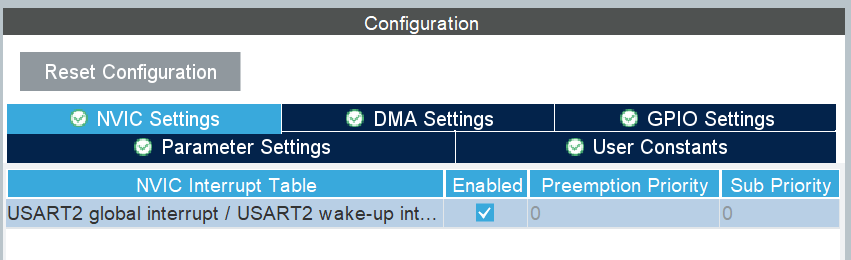 Configuration
Reset Configuration
NVIC Settings DMA Settings GPIO Settings
Parameter Settings User Constants
NVIC Interrupt Table Enabled Preemption Priority Sub Priority
USART2 global interrupt / USART2 wake-up int... 0 0